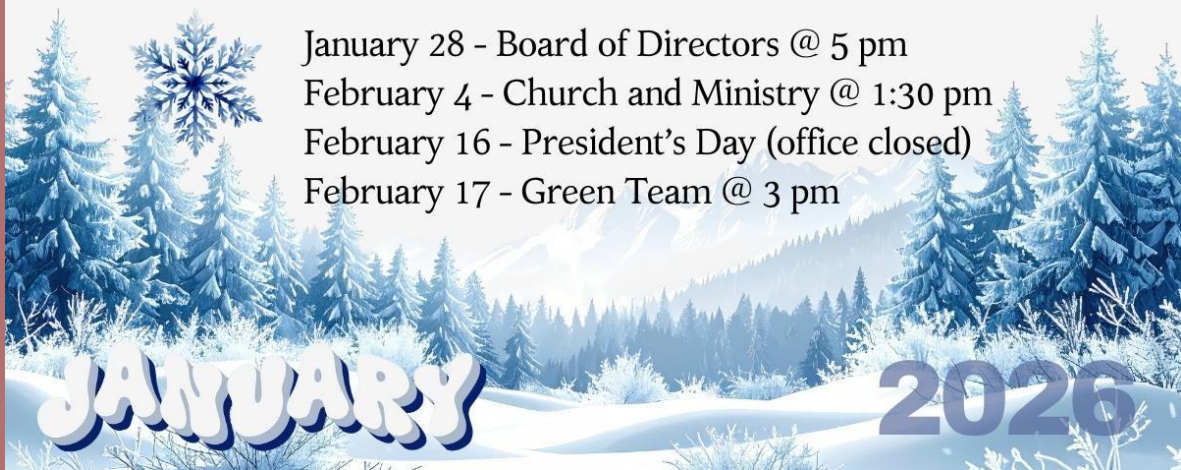 January 28 - Board of Directors @ 5 pm
February 4 - Church and Ministry @ 1:30 pm
February 16 - President's Day (office closed)
February 17 - Green Team @ 3 pm
JANUARY
2026